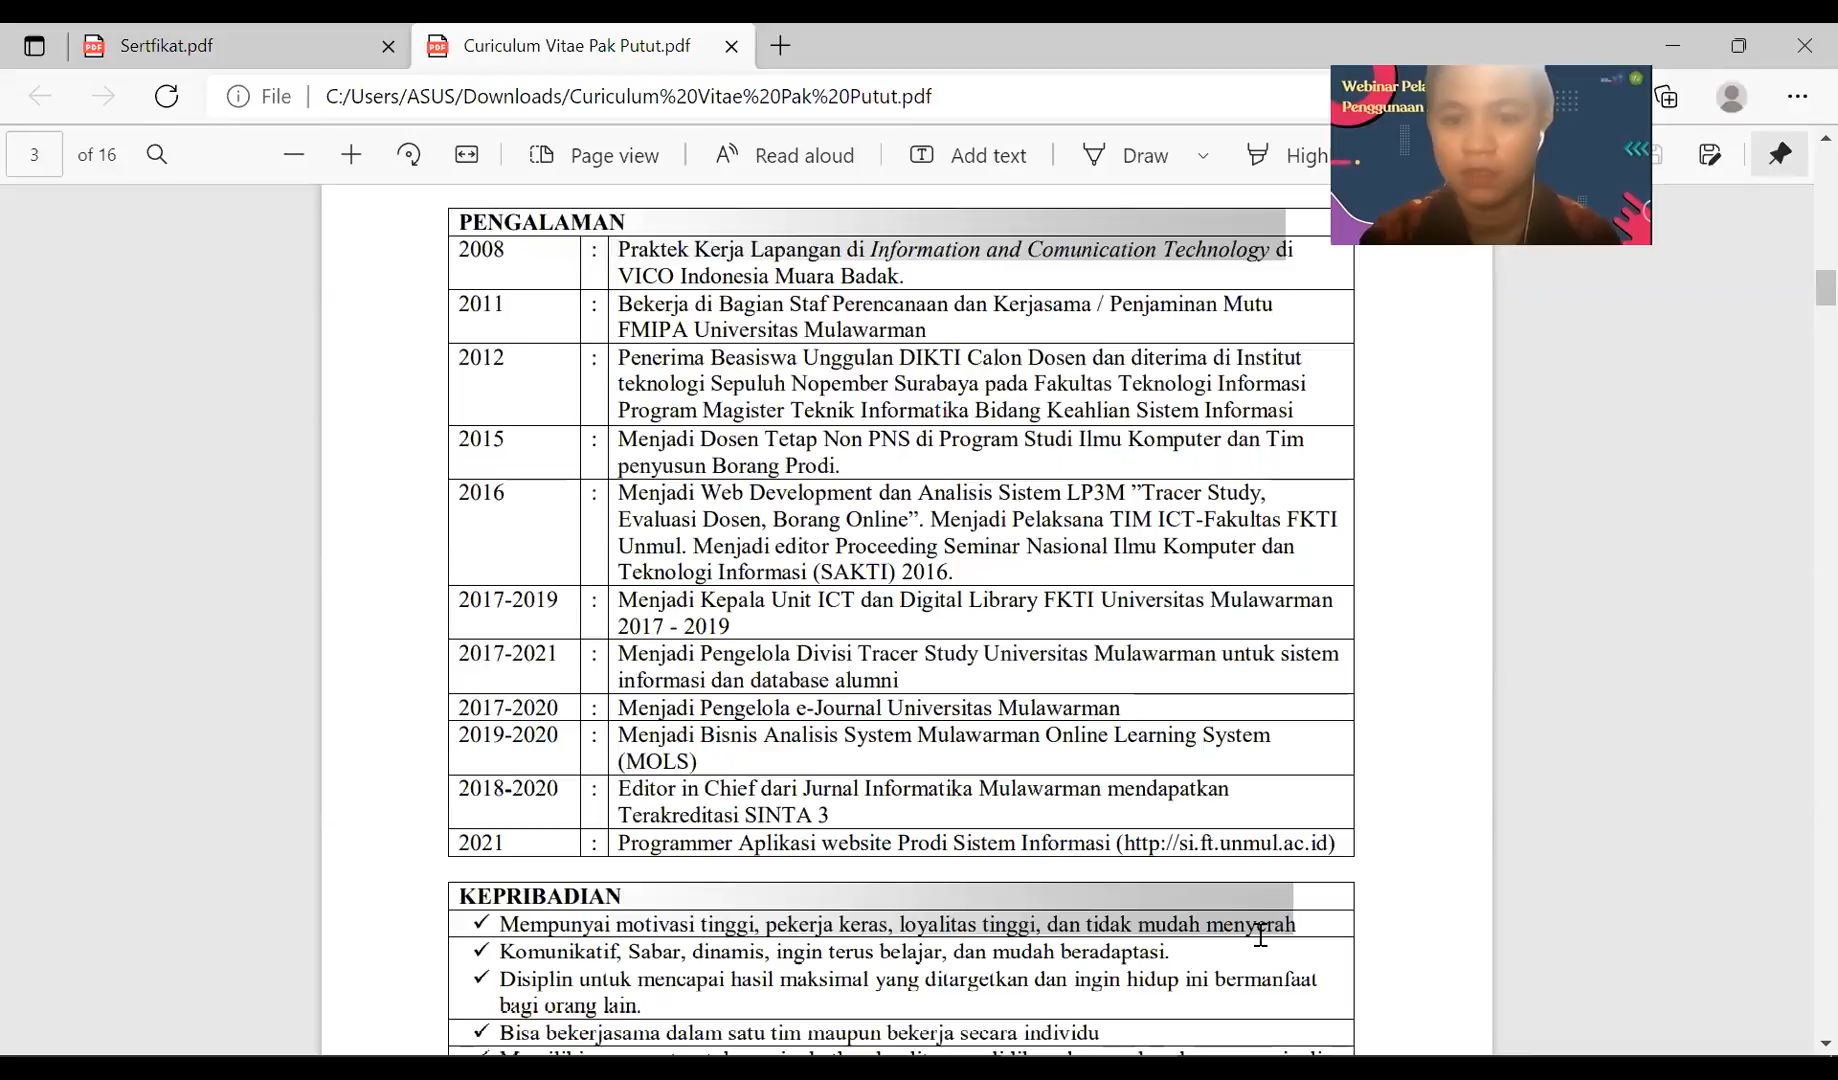 Sertfikat.pdf
Curiculum Vitae Pak Putut.pdf
File
C:/Users/ASUS/Downloads/Curiculum%20Vitae%20Pak%20Putut.pdf
3 of 16
Page view
Read aloud
Add text
Draw
High
Webinar Pela
Penggunaan
PENGALAMAN
2008 : Praktek Kerja Lapangan di Information and Comunication Technology di
VICO Indonesia Muara Badak.
2011 : Bekerja di Bagian Staf Perencanaan dan Kerjasama / Penjaminan Mutu
FMIPA Universitas Mulawarman
2012 : Penerima Beasiswa Unggulan DIKTI Calon Dosen dan diterima di Institut
teknologi Sepuluh Nopember Surabaya pada Fakultas Teknologi Informasi
Program Magister Teknik Informatika Bidang Keahlian Sistem Informasi
2015 : Menjadi Dosen Tetap Non PNS di Program Studi Ilmu Komputer dan Tim
penyusun Borang Prodi.
2016 : Menjadi Web Development dan Analisis Sistem LP3M ”Tracer Study,
Evaluasi Dosen, Borang Online”. Menjadi Pelaksana TIM ICT-Fakultas FKTI
Unmul. Menjadi editor Proceeding Seminar Nasional Ilmu Komputer dan
Teknologi Informasi (SAKTI) 2016.
2017-2019 : Menjadi Kepala Unit ICT dan Digital Library FKTI Universitas Mulawarman
2017 - 2019
2017-2021 : Menjadi Pengelola Divisi Tracer Study Universitas Mulawarman untuk sistem
informasi dan database alumni
2017-2020 : Menjadi Pengelola e-Journal Universitas Mulawarman
2019-2020 : Menjadi Bisnis Analisis System Mulawarman Online Learning System
(MOLS)
2018-2020 : Editor in Chief dari Jurnal Informatika Mulawarman mendapatkan
Terakreditasi SINTA 3
2021 : Programmer Aplikasi website Prodi Sistem Informasi (http://si.ft.unmul.ac.id)
KEPRIBADIAN
✓ Mempunyai motivasi tinggi, pekerja keras, loyalitas tinggi, dan tidak mudah menyerah
✓ Komunikatif, Sabar, dinamis, ingin terus belajar, dan mudah beradaptasi.
✓ Disiplin untuk mencapai hasil maksimal yang ditargetkan dan ingin hidup ini bermanfaat
bagi orang lain.
✓ Bisa bekerjasama dalam satu tim maupun bekerja secara individu